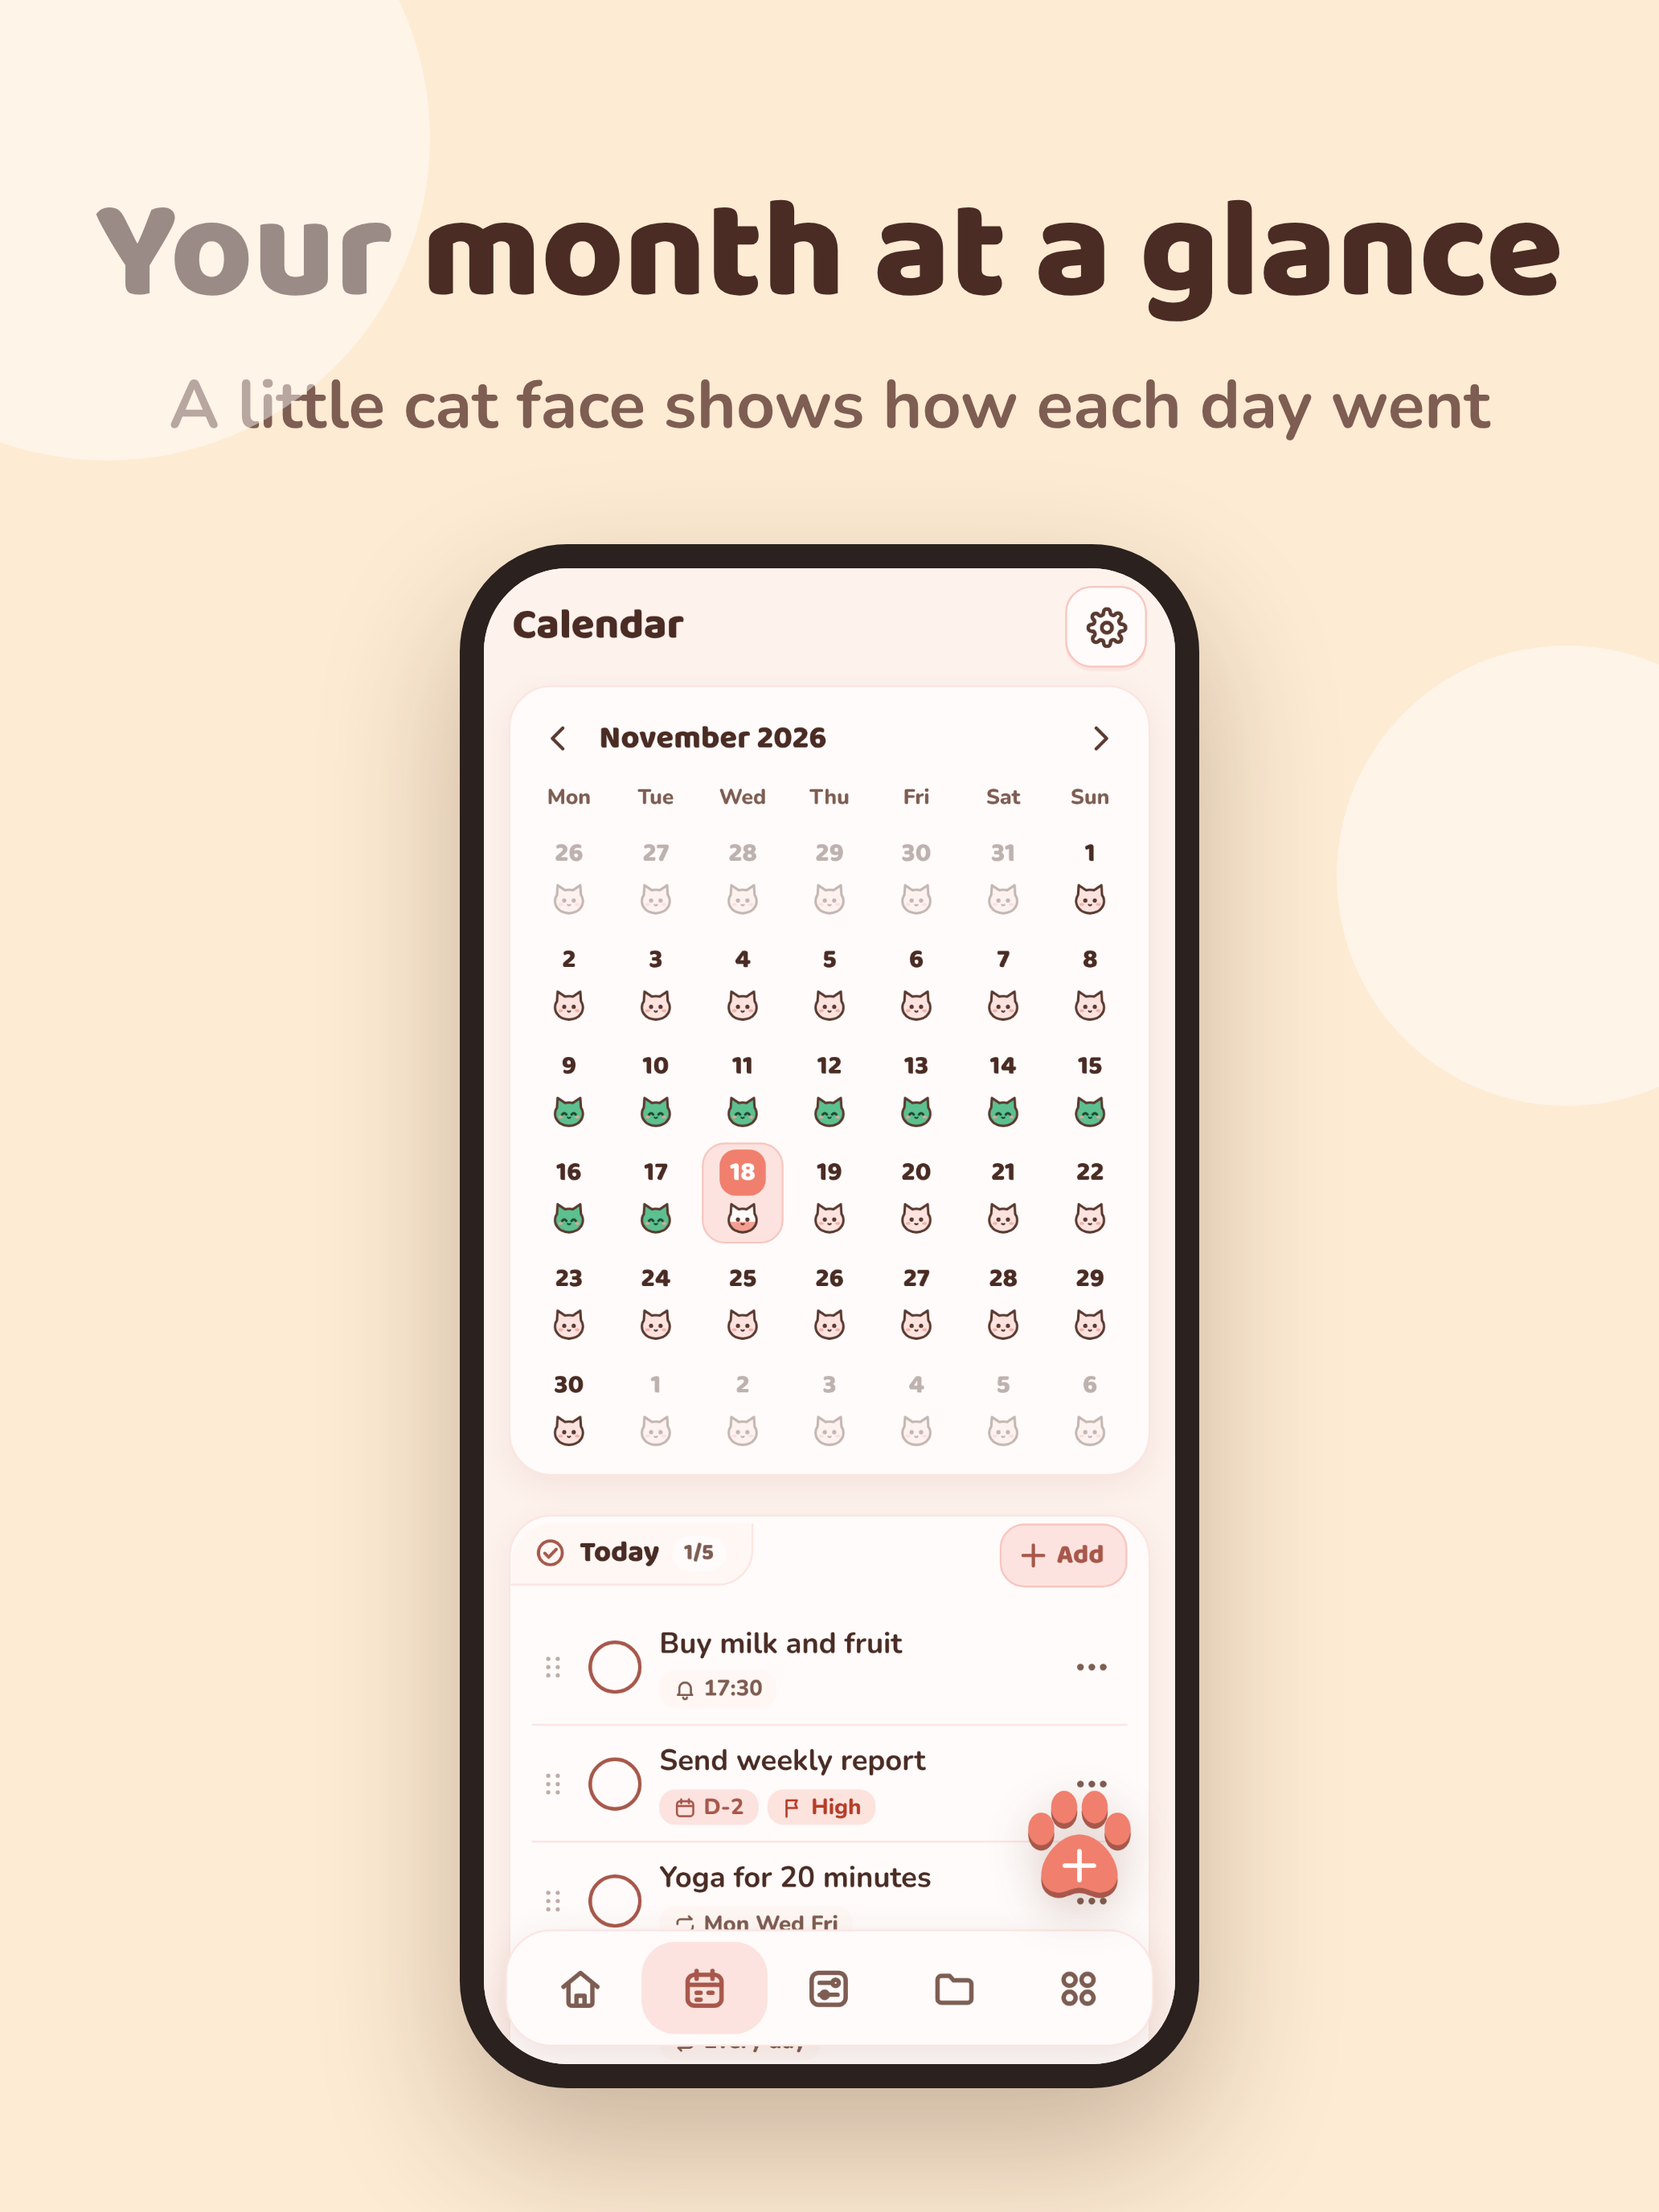 Your month at a glance
A little cat face shows how each day went
Calendar
November 2026
Mon Tue Wed Thu Fri Sat Sun
26 27 28 29 30 31 1
2 3 4 5 6 7 8
9 10 11 12 13 14 15
16 17 18 19 20 21 22
23 24 25 26 27 28 29
30 1 2 3 4 5 6
Today 1/5 + Add
Buy milk and fruit
17:30
Send weekly report
D-2 High
Yoga for 20 minutes
Mon Wed Fri
Every day